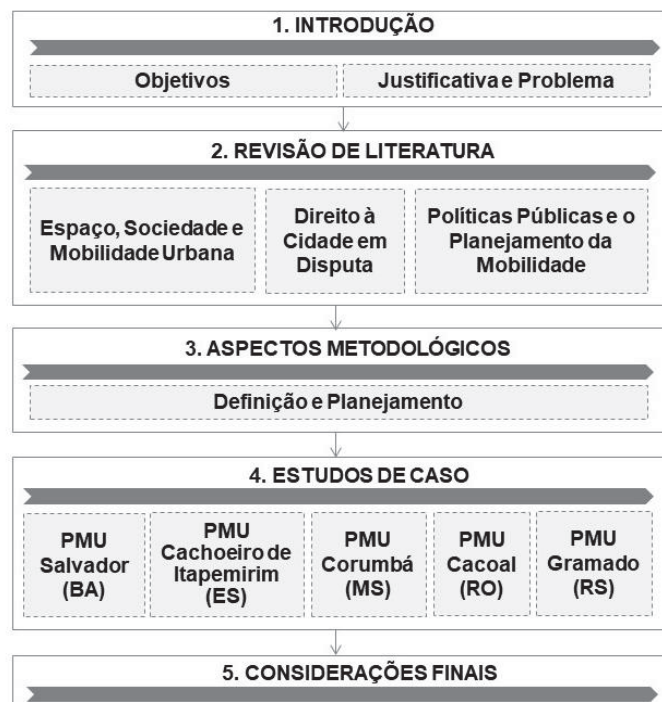 1. INTRODUÇÃO
Objetivos
Justificativa e Problema
2. REVISÃO DE LITERATURA
Espaço, Sociedade e
Mobilidade Urbana
Direito à
Cidade em
Disputa
Políticas Públicas e o
Planejamento da
Mobilidade
3. ASPECTOS METODOLÓGICOS
Definição e Planejamento
4. ESTUDOS DE CASO
PMU
Salvador
(BA)
PMU
Cachoeiro de
Itapemirim
(ES)
PMU
Corumbá
(MS)
PMU
Cacoal
(RO)
PMU
Gramado
(RS)
5. CONSIDERAÇÕES FINAIS